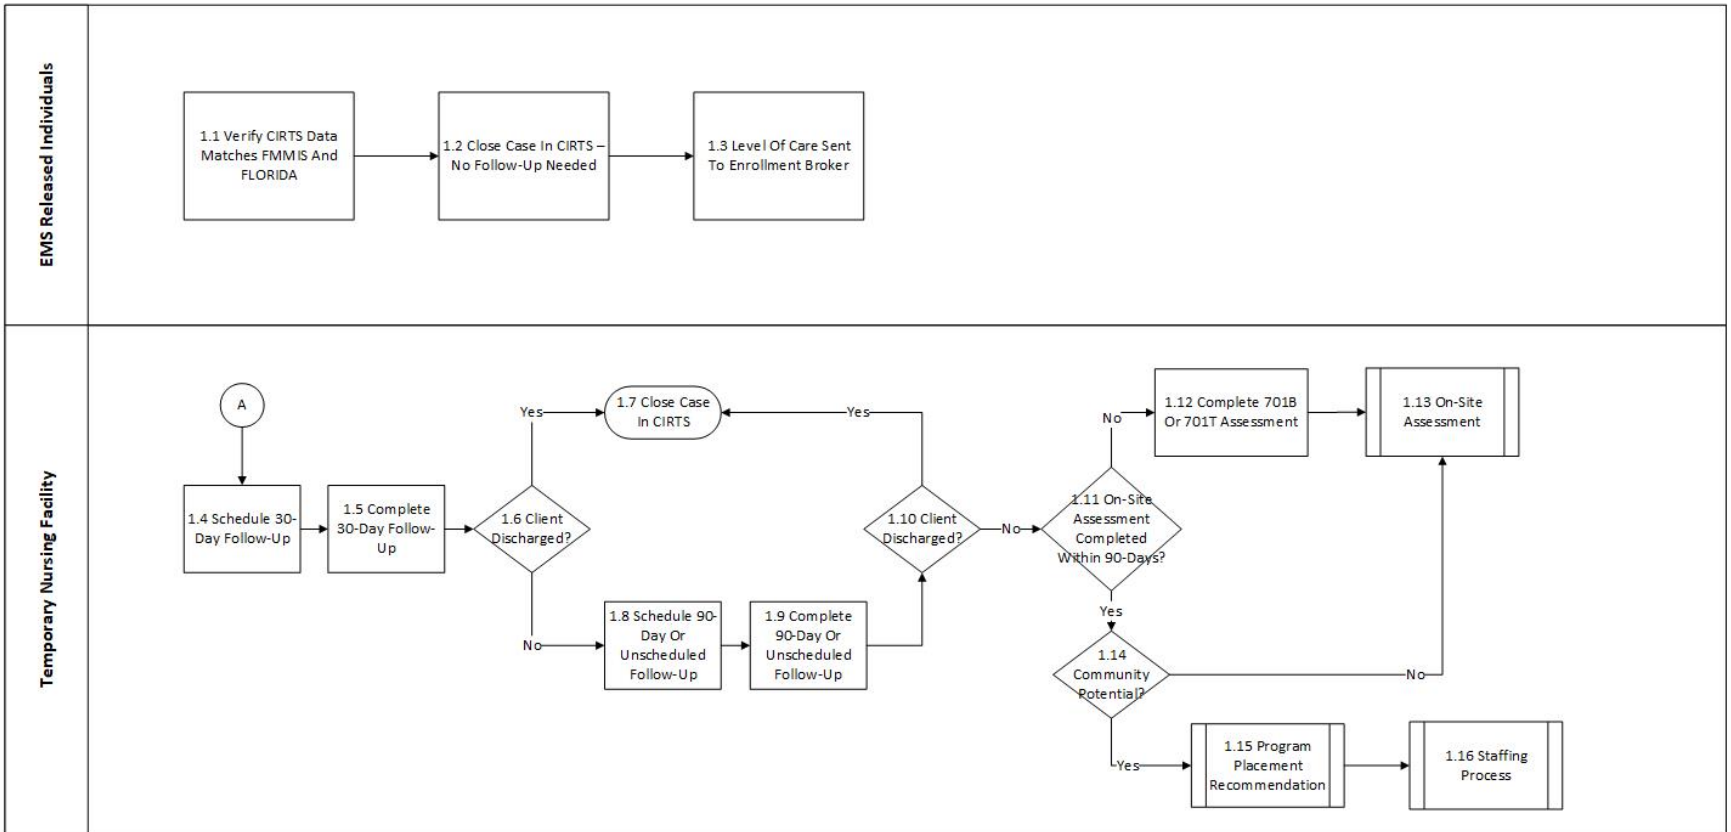 EMS Released Individuals
1.1 Verify CIRTS Data
Matches FMMIS And
FLORIDA
1.2 Close Case In CIRTS –
No Follow-Up Needed
1.3 Level Of Care Sent
To Enrollment Broker
Temporary Nursing Facility
A
1.4 Schedule 30-
Day Follow-Up
1.5 Complete
30-Day Follow-
Up
1.6 Client
Discharged?
Yes
1.7 Close Case
In CIRTS
No
1.8 Schedule 90-
Day Or
Unscheduled
Follow-Up
1.9 Complete
90-Day Or
Unscheduled
Follow-Up
1.10 Client
Discharged?
Yes
No
1.11 On-Site
Assessment
Completed
Within 90-Days?
No
1.12 Complete 701B
Or 701T Assessment
1.13 On-Site
Assessment
Yes
1.14
Community
Potential?
No
Yes
1.15 Program
Placement
Recommendation
1.16 Staffing
Process